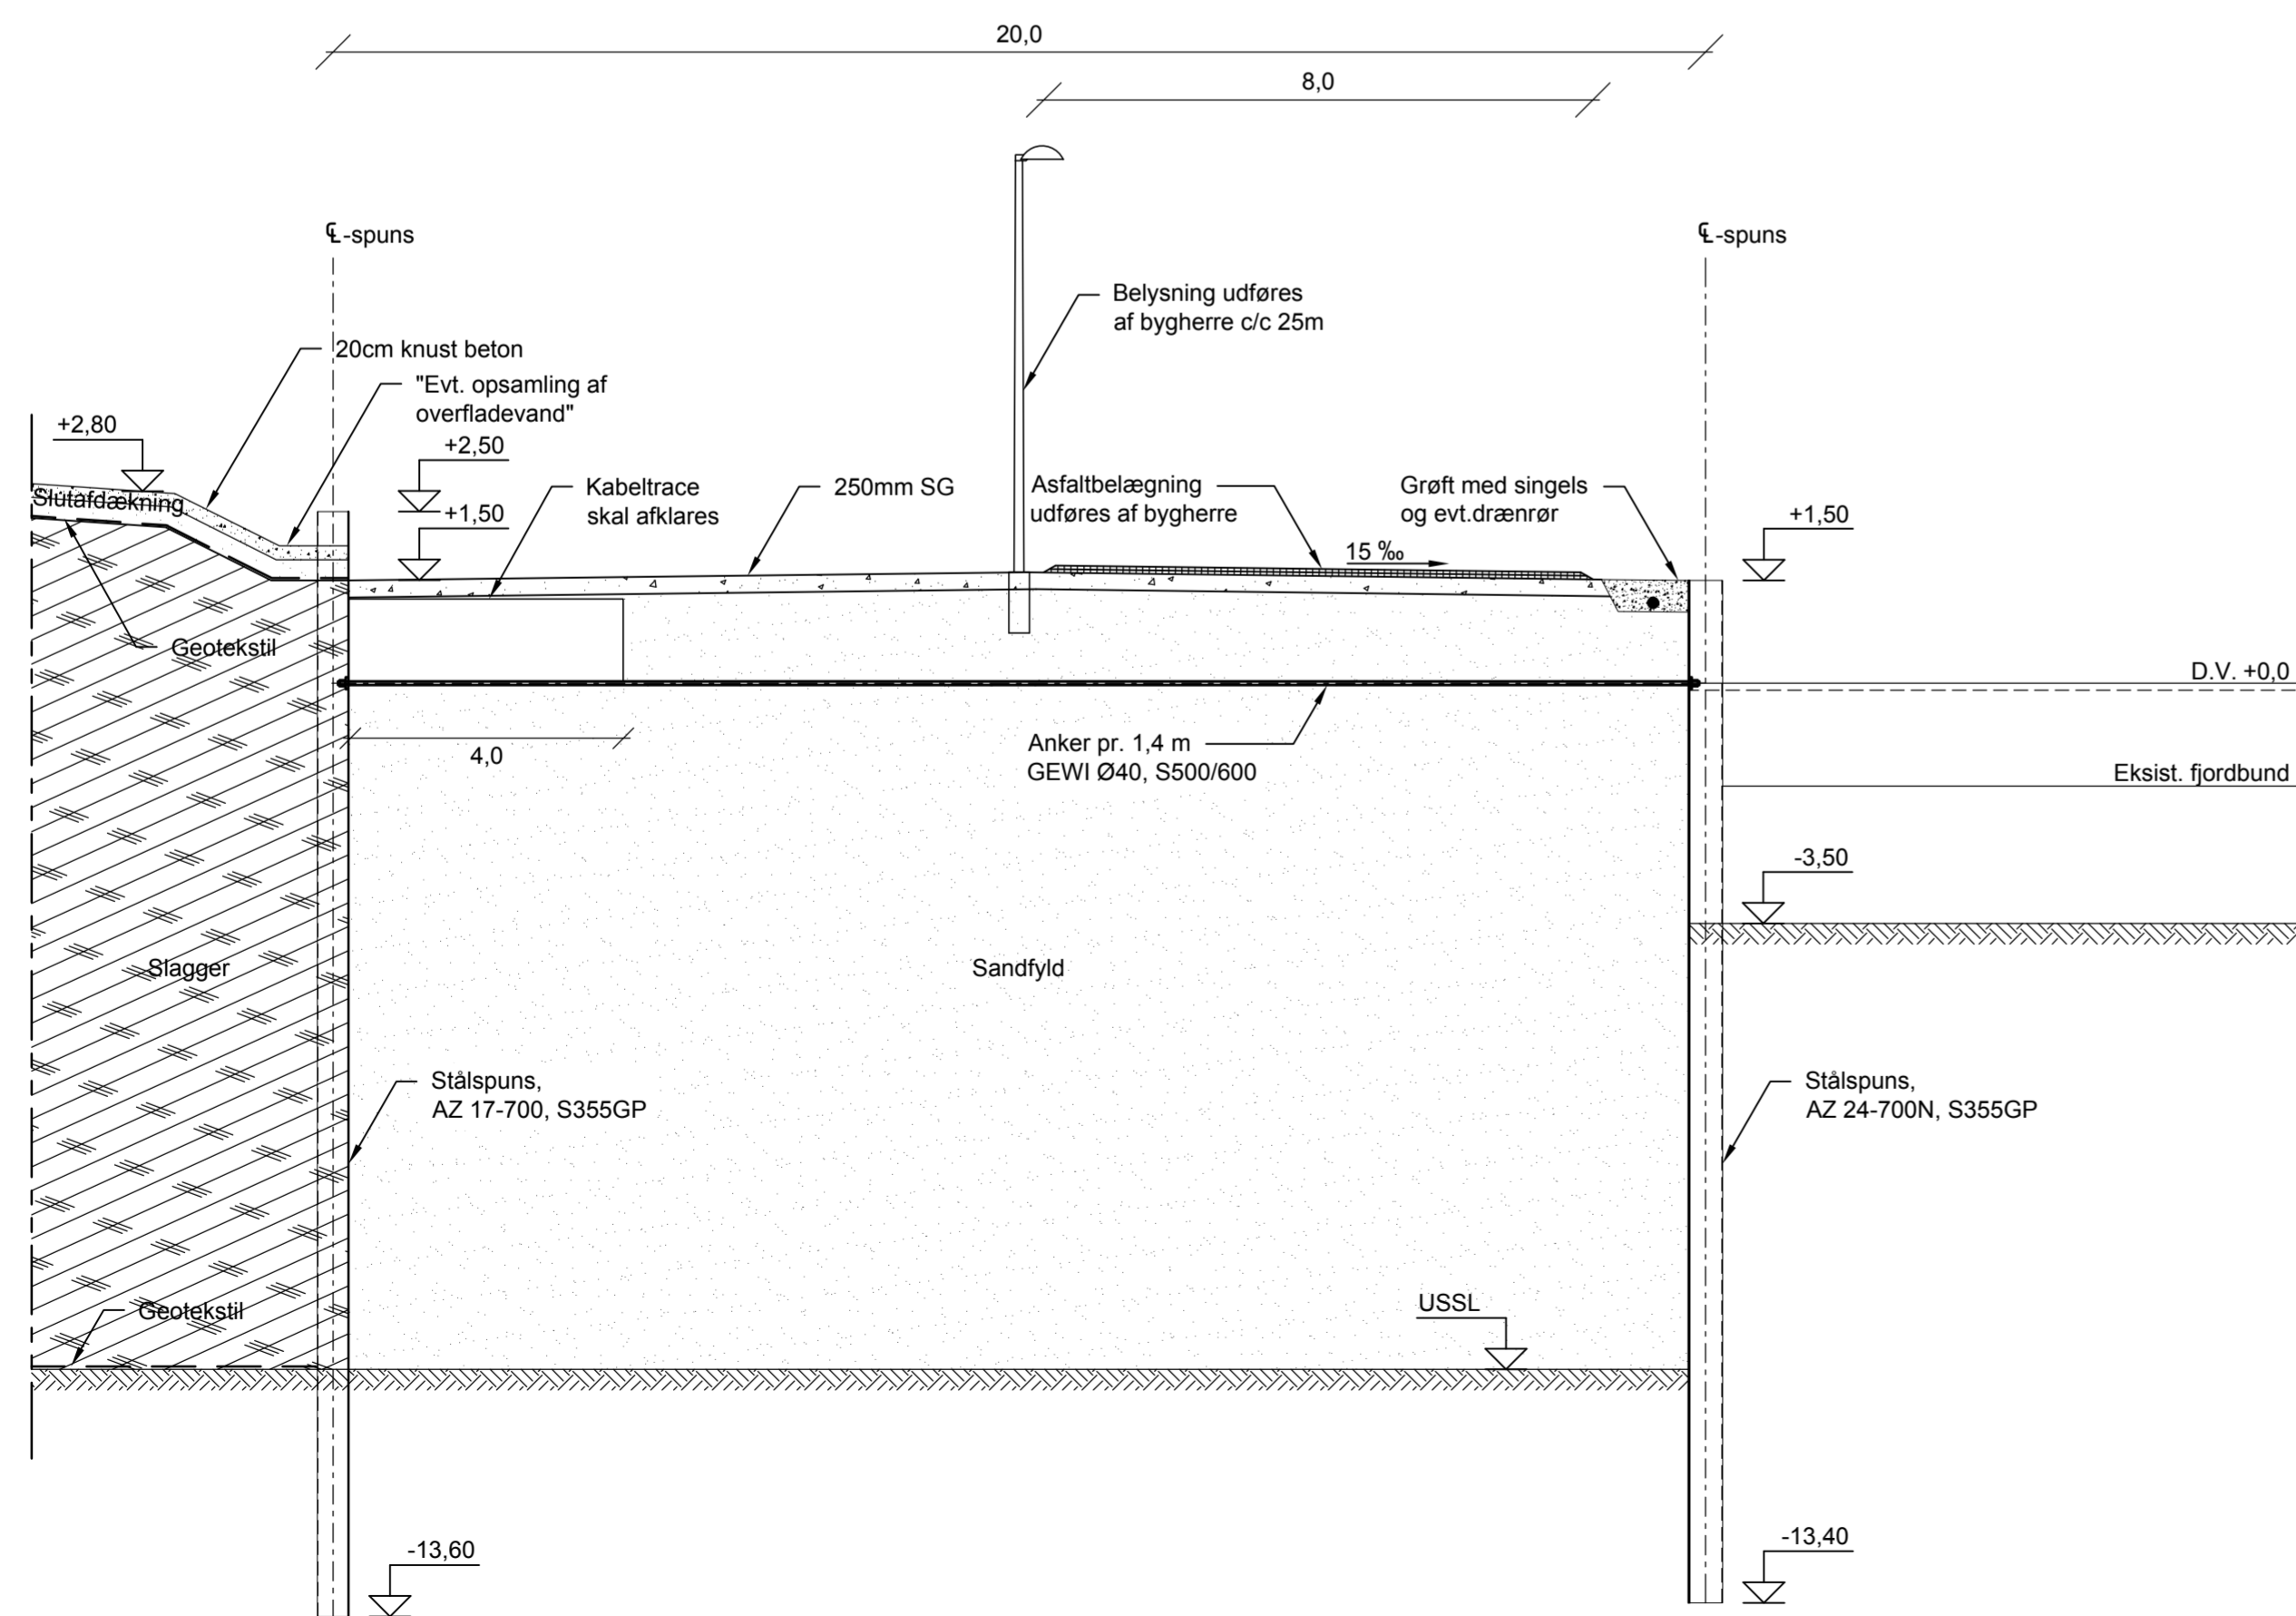 20,0
8,0
℄-spuns
℄-spuns
Belysning udføres
af bygherre c/c 25m
20cm knust beton
"Evt. opsamling af
overfladevand"
+2,80
+2,50
+1,50
Slutafdækning
Kabeltrace
skal afklares
250mm SG
Asfaltbelægning
udføres af bygherre
15 ‰
Grøft med singels
og evt.drænrør
+1,50
Geotekstil
D.V. +0,0
4,0
Anker pr. 1,4 m
GEWI Ø40, S500/600
Eksist. fjordbund
-3,50
Slagger
Sandfyld
Stålspuns,
AZ 17-700, S355GP
Stålspuns,
AZ 24-700N, S355GP
Geotekstil
USSL
-13,60
-13,40